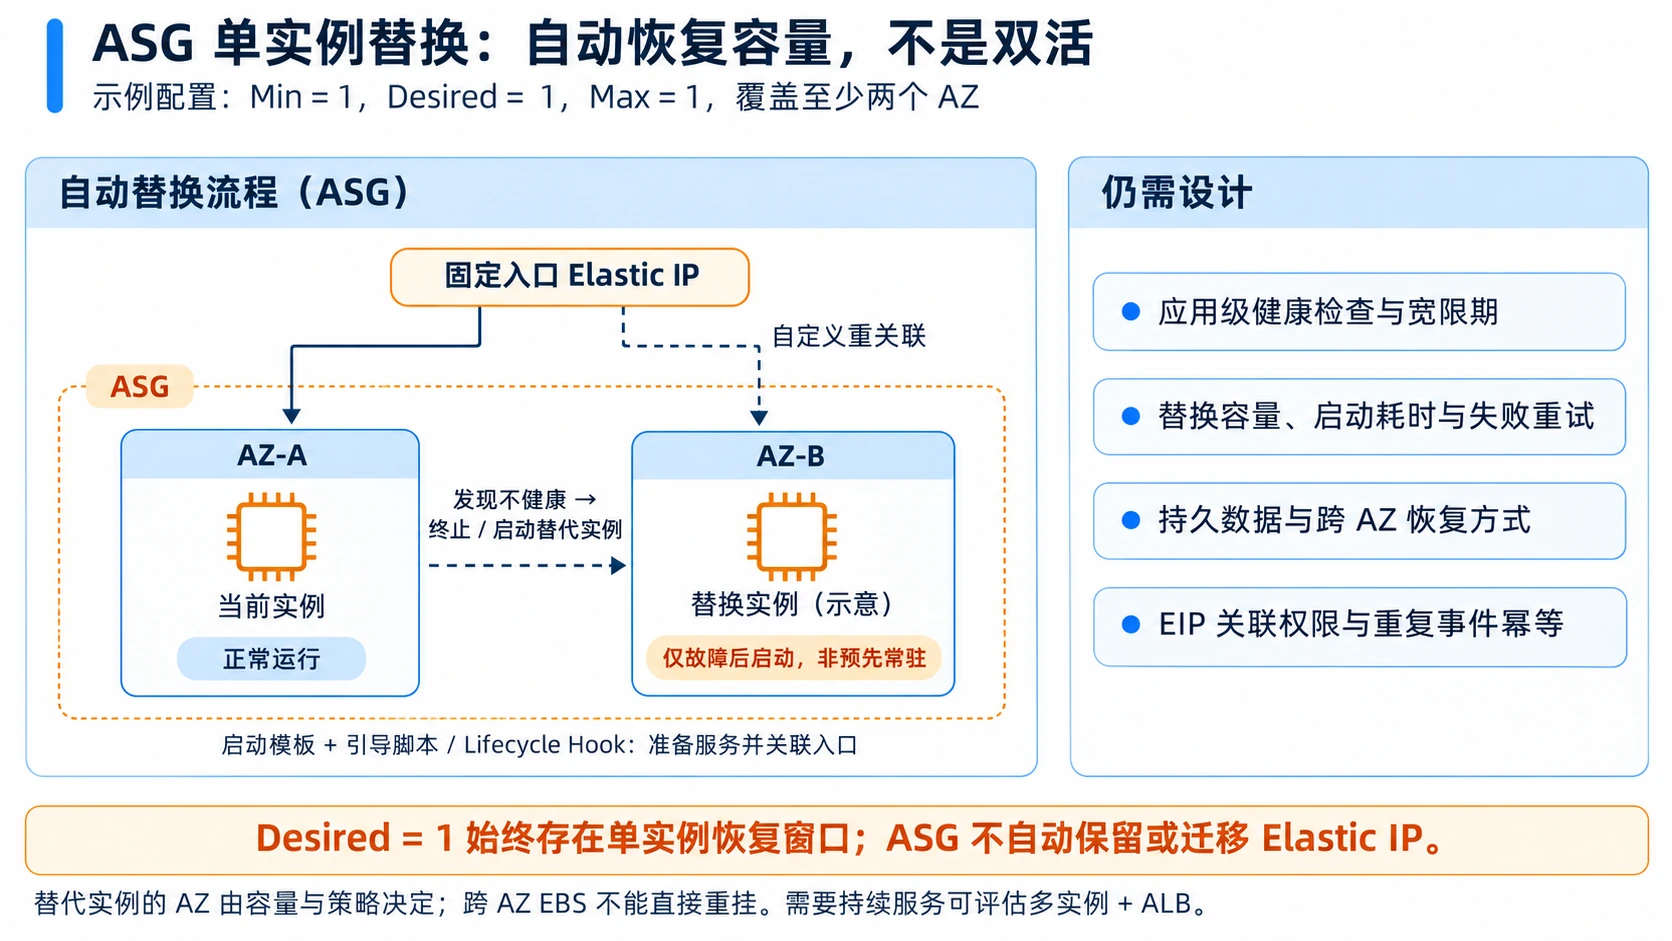 ASG 单实例替换：自动恢复容量，不是双活
示例配置：Min = 1，Desired = 1，Max = 1，覆盖至少两个 AZ
自动替换流程（ASG）
固定入口 Elastic IP
自定义重关联
ASG
AZ-A
当前实例
正常运行
发现不健康 →
终止 / 启动替代实例
AZ-B
替换实例（示意）
仅故障后启动，非预先常驻
启动模板 + 引导脚本 / Lifecycle Hook：准备服务并关联入口
仍需设计
应用级健康检查与宽限期
替换容量、启动耗时与失败重试
持久数据与跨 AZ 恢复方式
EIP 关联权限与重复事件幂等
Desired = 1 始终存在单实例恢复窗口；ASG 不自动保留或迁移 Elastic IP。
替代实例的 AZ 由容量与策略决定；跨 AZ EBS 不能直接重挂。需要持续服务可评估多实例 + ALB。